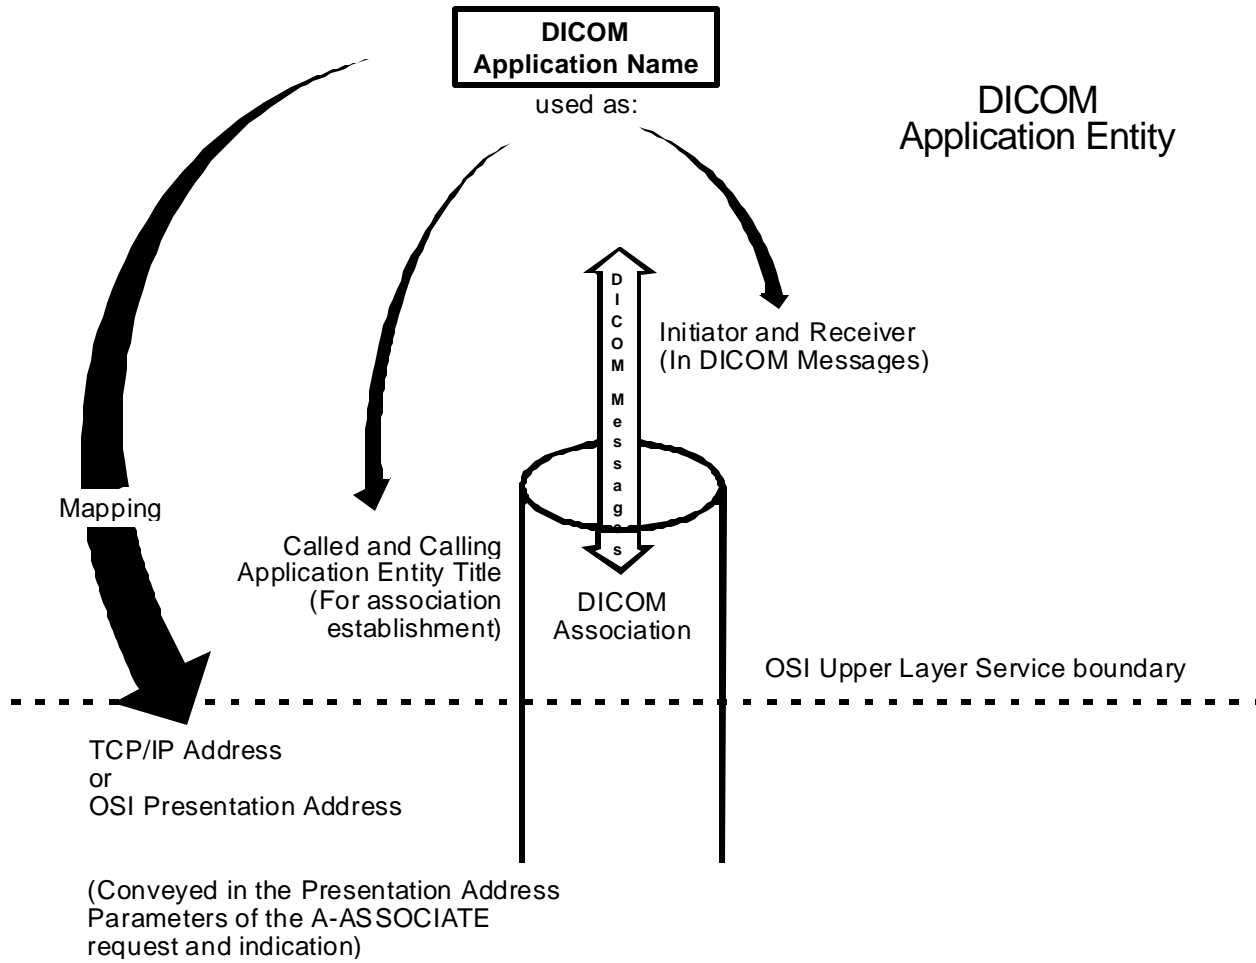 DICOM
Application Name
used as:
DICOM
Application Entity
DICOM Messages
Initiator and Receiver
(In DICOM Messages)
Mapping
Called and Calling
Application Entity Title
(For association
establishment)
DICOM
Association
OSI Upper Layer Service boundary
TCP/IP Address
or
OSI Presentation Address
(Conveyed in the Presentation Address
Parameters of the A-ASSOCIATE
request and indication)